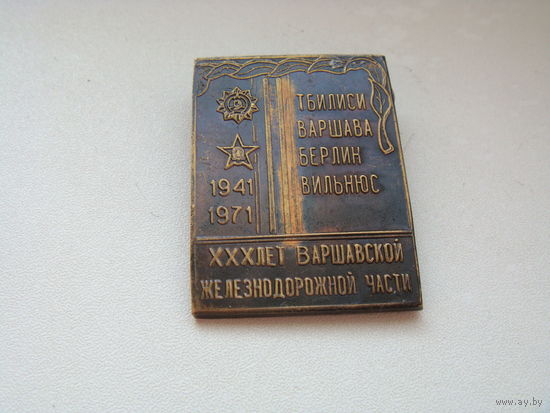 ТБИЛИСИ
ВАРШАВА
БЕРЛИН
ВИЛЬНЮС
1941
1971
XXX ЛЕТ ВАРШАВСКОЙ
ЖЕЛЕЗНОДОРОЖНОЙ ЧАСТИ
www.ay.by